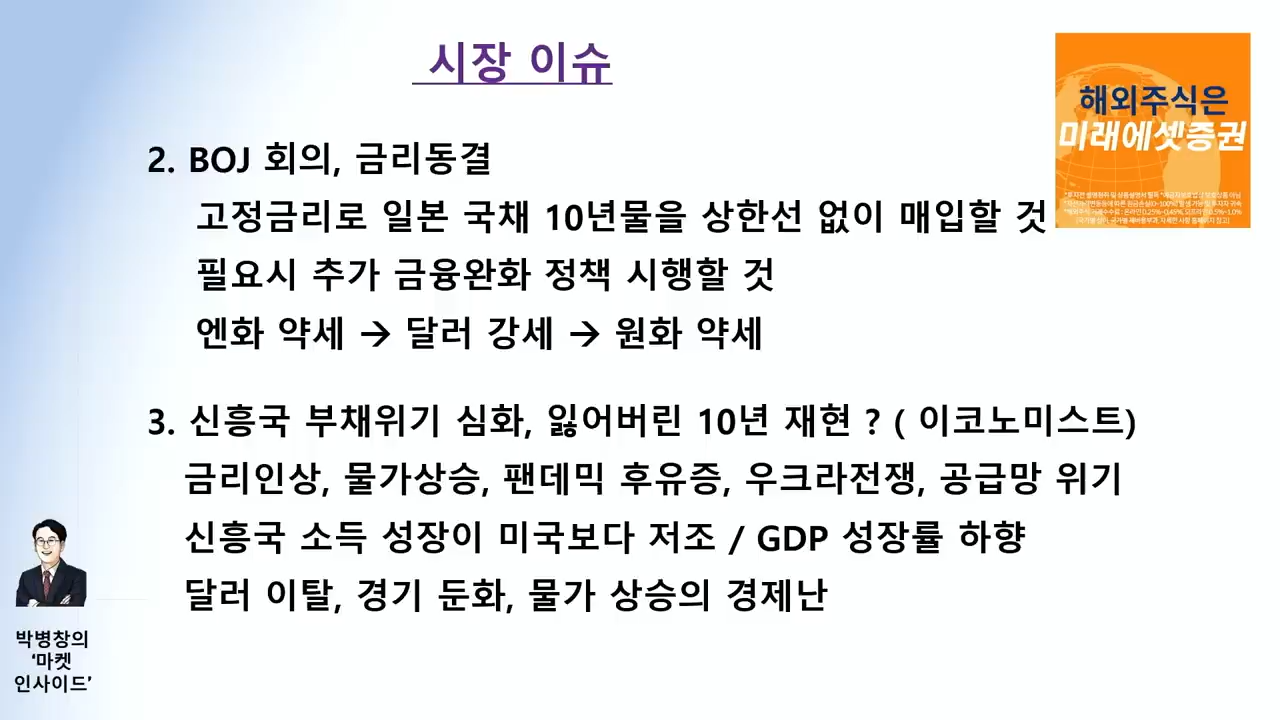 시장 이슈
해외주식은
미래에셋증권
2. BOJ 회의, 금리동결
고정금리로 일본 국채 10년물을 상한선 없이 매입할 것
필요시 추가 금융완화 정책 시행할 것
엔화 약세 → 달러 강세 → 원화 약세
3. 신흥국 부채위기 심화, 잃어버린 10년 재현 ? ( 이코노미스트)
금리인상, 물가상승, 팬데믹 후유증, 우크라전쟁, 공급망 위기
신흥국 소득 성장이 미국보다 저조 / GDP 성장률 하향
달러 이탈, 경기 둔화, 물가 상승의 경제난
박병창의
‘마켓
인사이드’